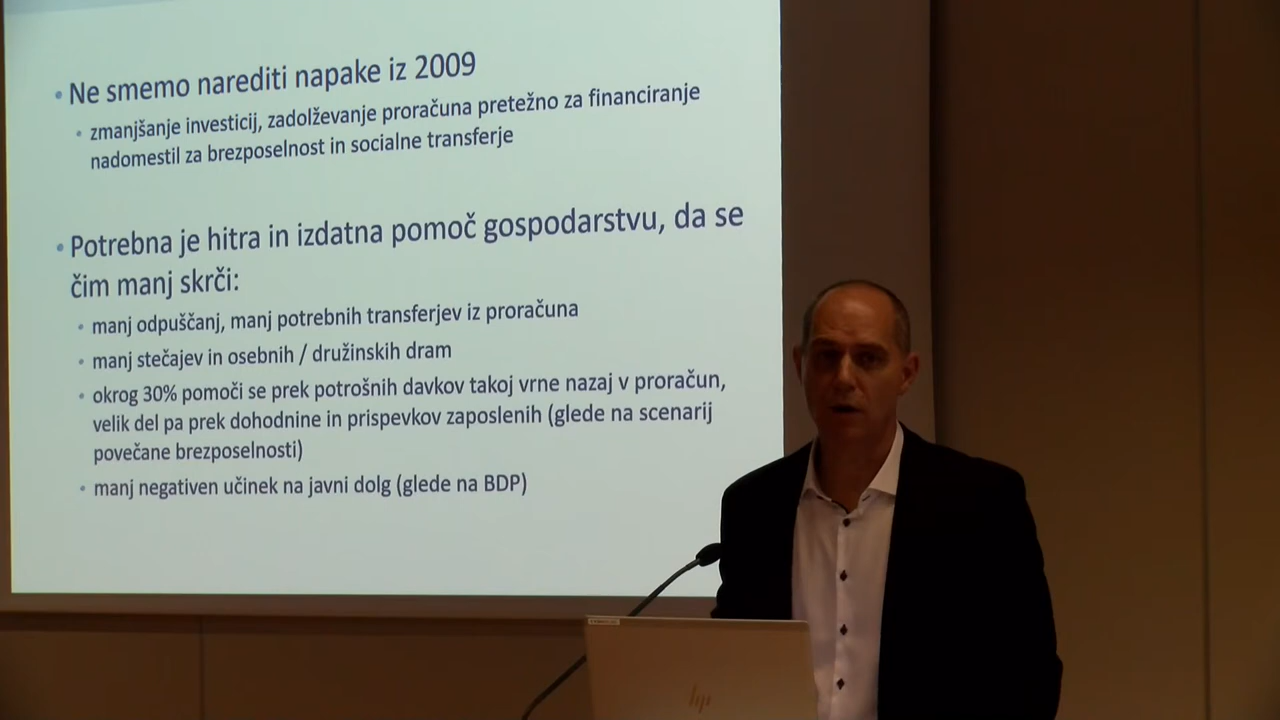 • Ne smemo narediti napake iz 2009
• zmanjšanje investicij, zadolževanje proračuna pretežno za financiranje
nadomestil za brezposelnost in socialne transferje
• Potrebna je hitra in izdatna pomoč gospodarstvu, da se
čim manj skrči:
• manj odpuščanj, manj potrebnih transferjev iz proračuna
• manj stečajev in osebnih / družinskih dram
• okrog 30% pomoči se prek potrošnih davkov takoj vrne nazaj v proračun,
velik del pa prek dohodnine in prispevkov zaposlenih (glede na scenarij
povečane brezposelnosti)
• manj negativen učinek na javni dolg (glede na BDP)
hp